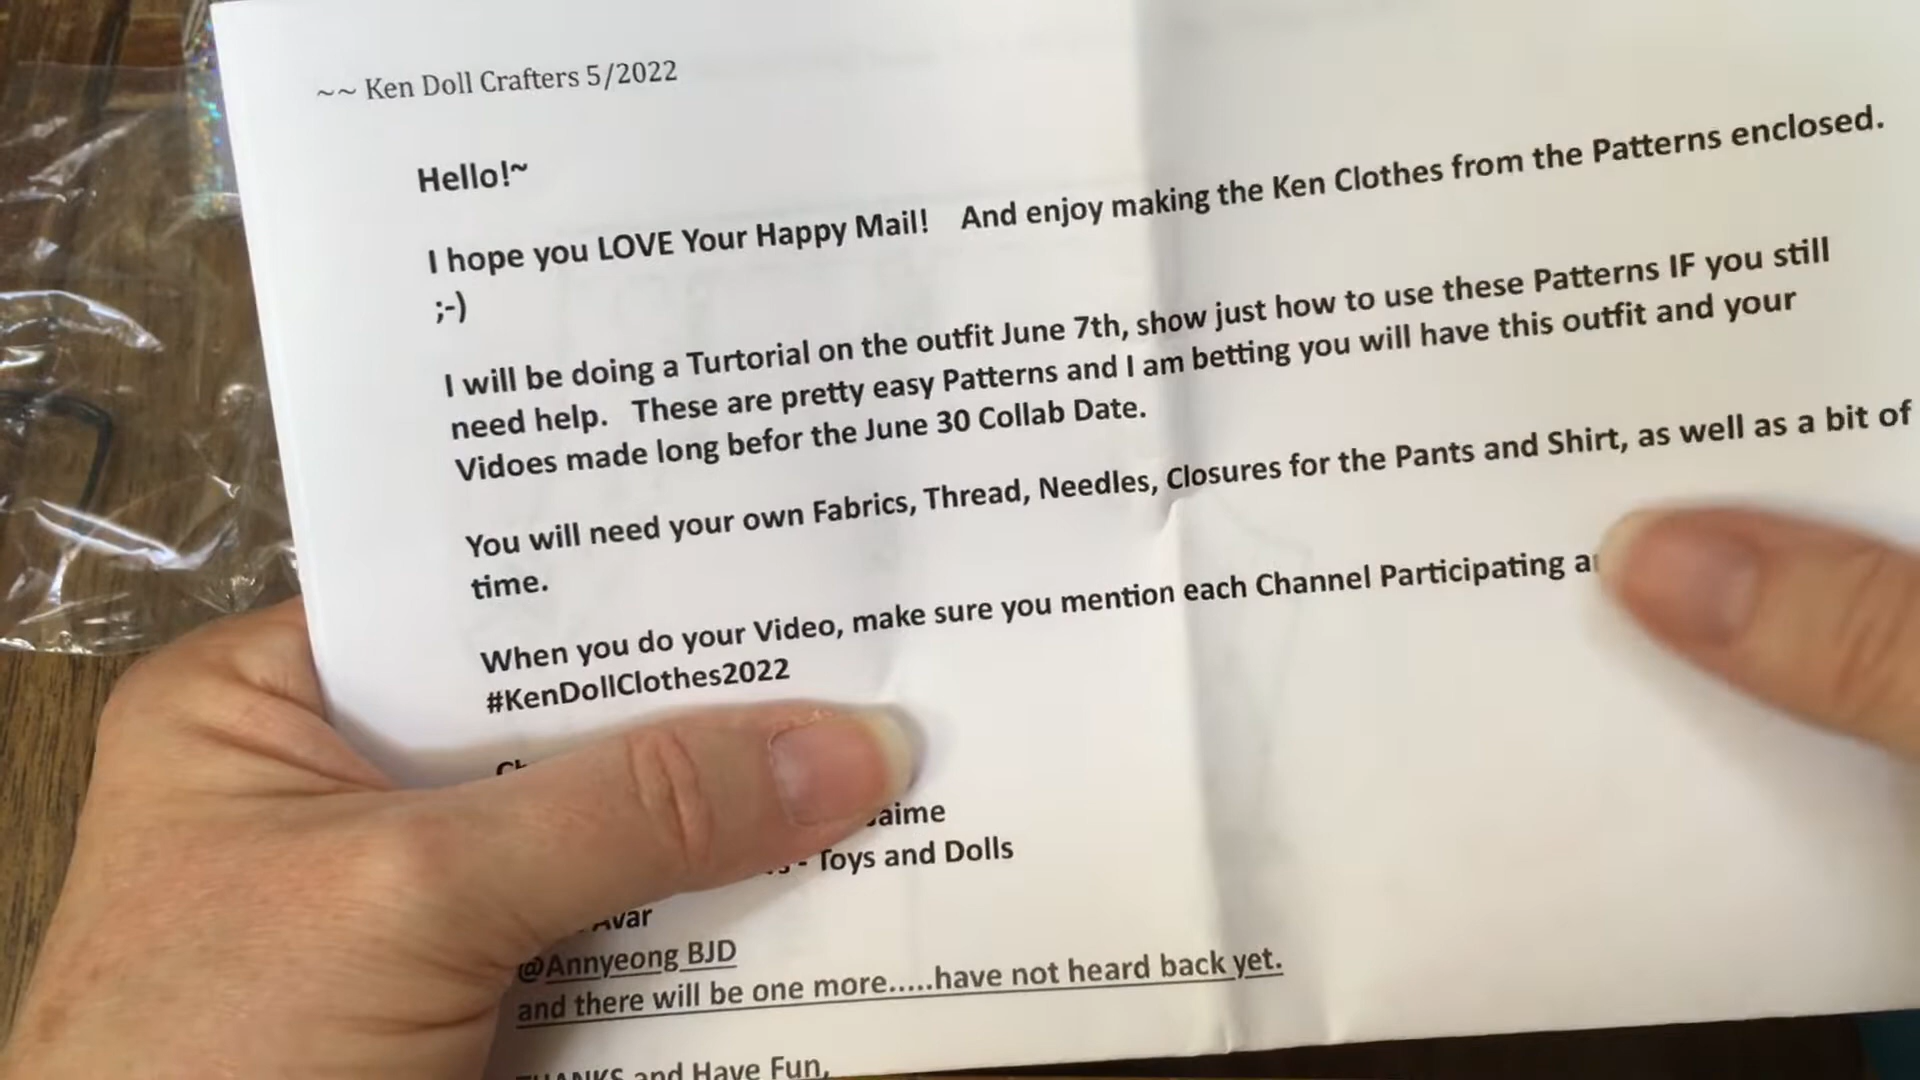 ~~ Ken Doll Crafters 5/2022
Hello!~
I hope you LOVE Your Happy Mail! And enjoy making the Ken Clothes from the Patterns enclosed.
;-)
I will be doing a Turtorial on the outfit June 7th, show just how to use these Patterns IF you still
need help. These are pretty easy Patterns and I am betting you will have this outfit and your
Vidoes made long befor the June 30 Collab Date.
You will need your own Fabrics, Thread, Needles, Closures for the Pants and Shirt, as well as a bit of
time.
When you do your Video, make sure you mention each Channel Participating
#KenDollClothes2022
- Toys and Dolls
@Annyeong BJD
and there will be one more.....have not heard back yet.
THANKS and Have Fun,